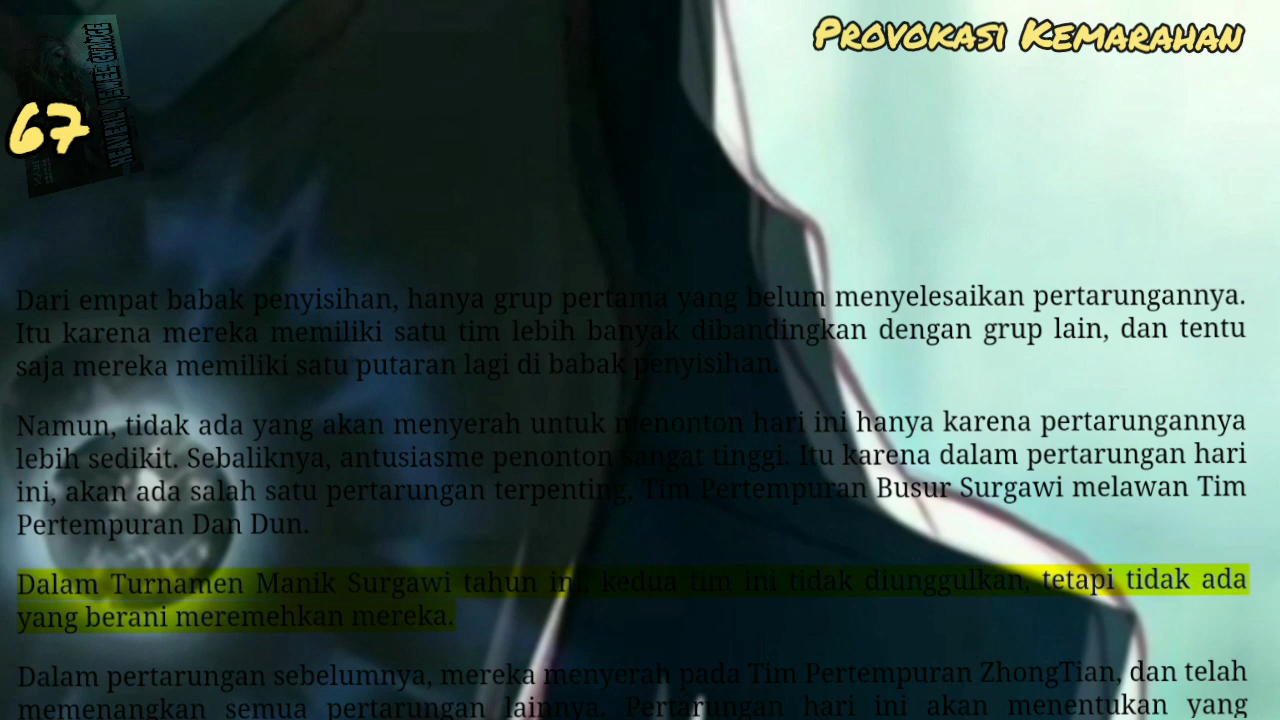 Provokasi Kemarahan
67
HEAVENLY JEWEL CHANGE
Dari empat babak penyisihan, hanya grup pertama yang belum menyelesaikan pertarungannya.
Itu karena mereka memiliki satu tim lebih banyak dibandingkan dengan grup lain, dan tentu
saja mereka memiliki satu putaran lagi di babak penyisihan.
Namun, tidak ada yang akan menyerah untuk menonton hari ini hanya karena pertarungannya
lebih sedikit. Sebaliknya, antusiasme penonton sangat tinggi. Itu karena dalam pertarungan hari
ini, akan ada salah satu pertarungan terpenting, Tim Pertempuran Busur Surgawi melawan Tim
Pertempuran Dan Dun.
Dalam Turnamen Manik Surgawi tahun ini, kedua tim ini tidak diunggulkan, tetapi tidak ada
yang berani meremehkan mereka.
Dalam pertarungan sebelumnya, mereka menyerah pada Tim Pertempuran ZhongTian, dan telah
memenangkan semua pertarungan lainnya. Pertarungan hari ini akan menentukan yang